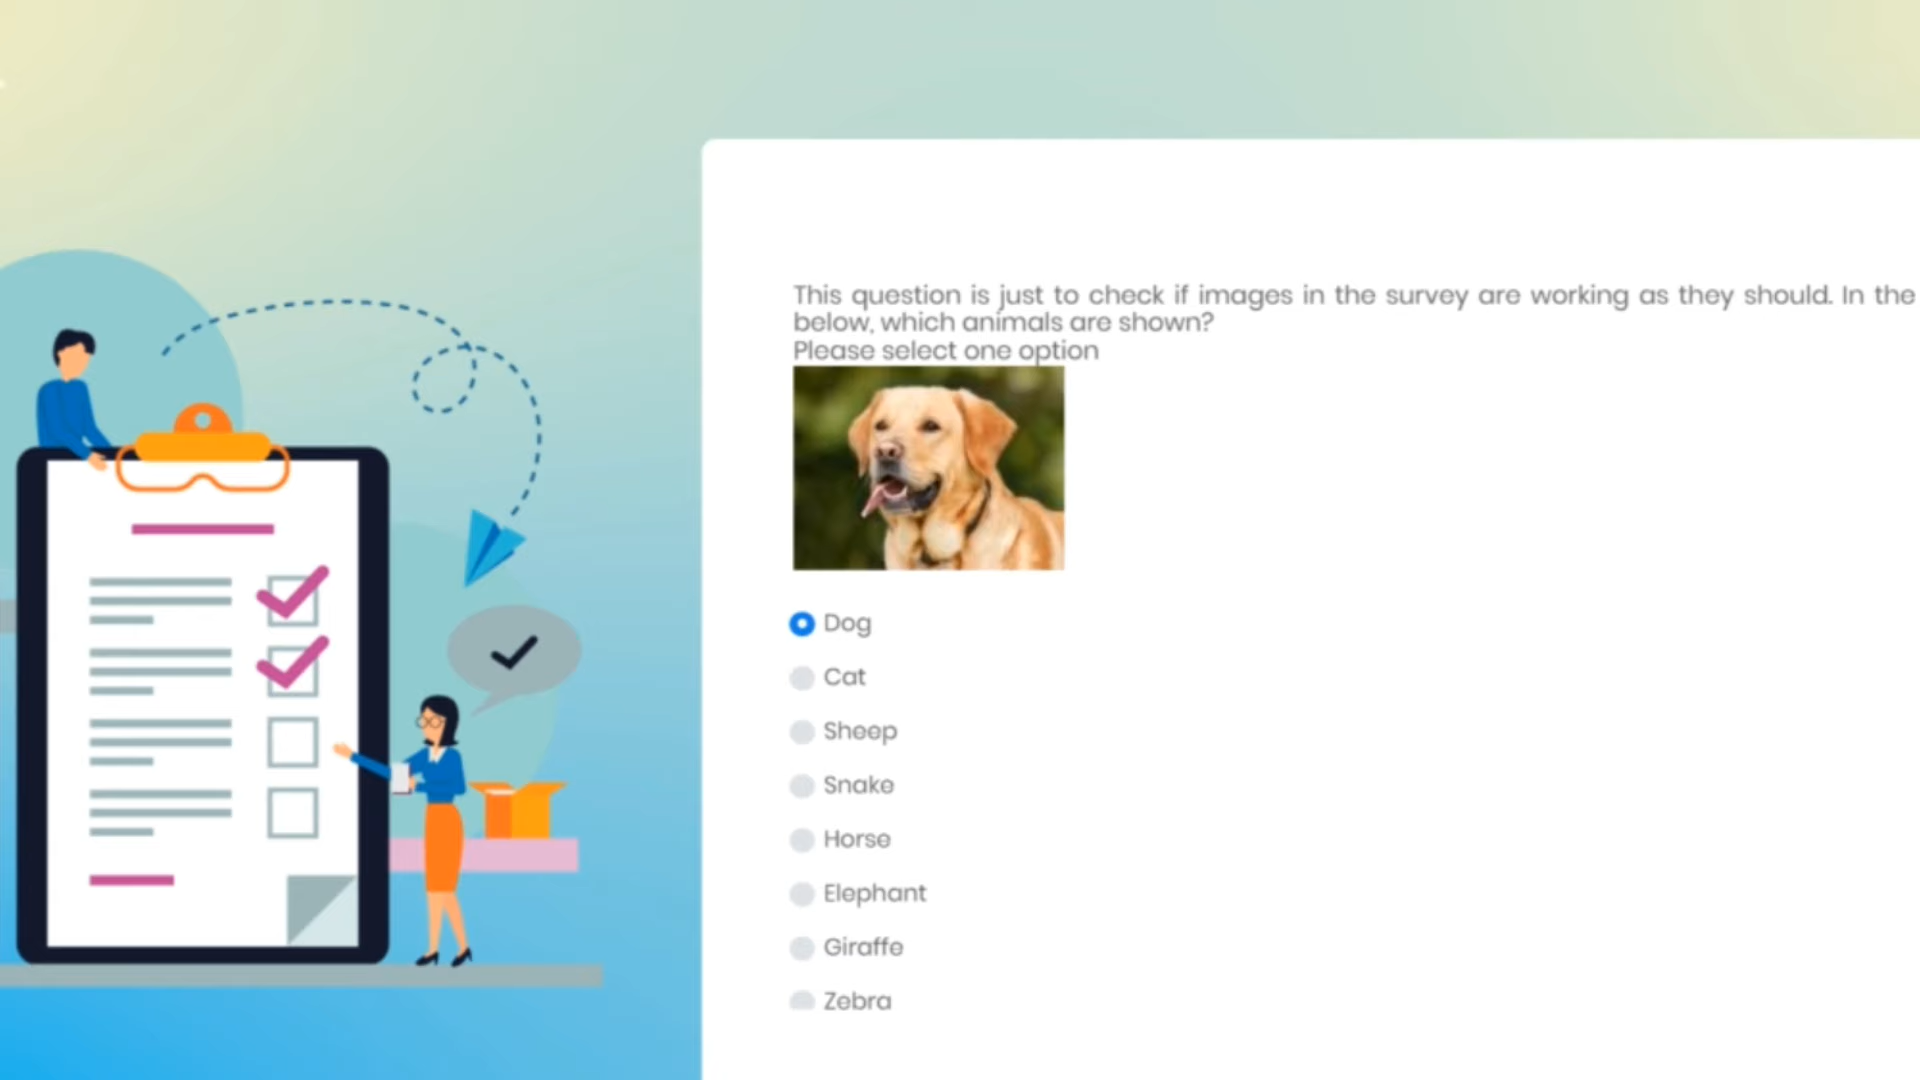 This question is just to check if images in the survey are working as they should. In the
below, which animals are shown?
Please select one option
Dog
Cat
Sheep
Snake
Horse
Elephant
Giraffe
Zebra